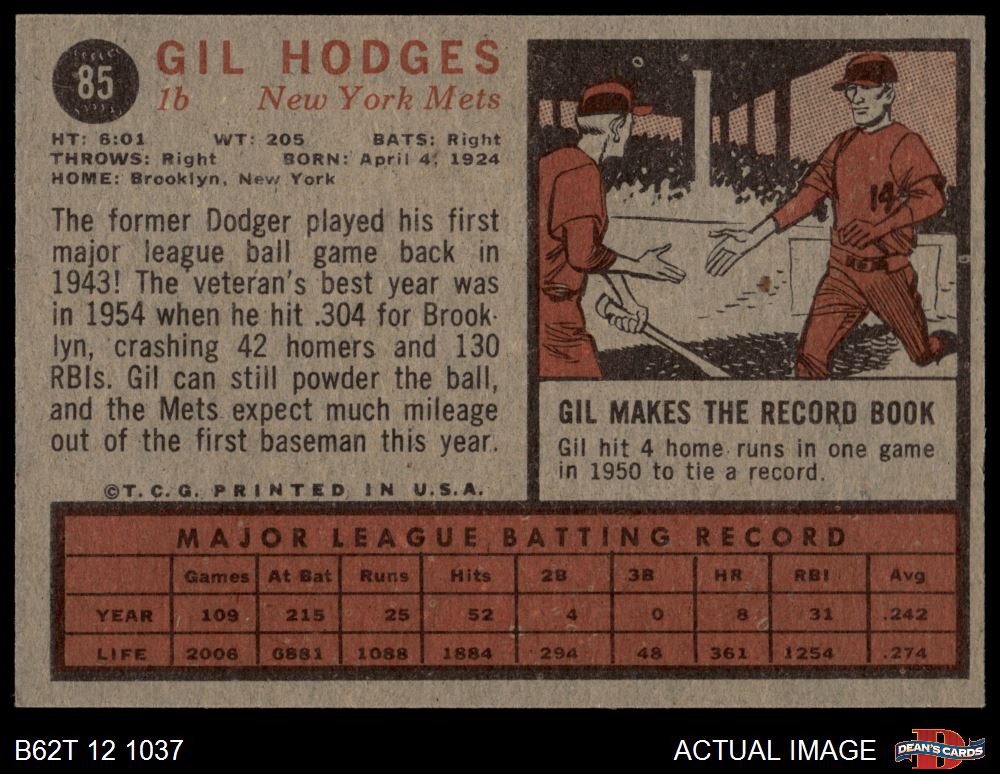 85
GIL HODGES
1b New York Mets
HT: 6:01 WT: 205 BATS: Right
THROWS: Right BORN: April 4, 1924
HOME: Brooklyn, New York
The former Dodger played his first
major league ball game back in
1943! The veteran's best year was
in 1954 when he hit .304 for Brook-
lyn, crashing 42 homers and 130
RBIs. Gil can still powder the ball,
and the Mets expect much mileage
out of the first baseman this year.
©T.C.G. PRINTED IN U.S.A.
14
GIL MAKES THE RECORD BOOK
Gil hit 4 home runs in one game
in 1950 to tie a record.
MAJOR LEAGUE BATTING RECORD
Games At Bat Runs Hits 2B 3B HR RBI Avg
YEAR 109 215 25 52 4 0 8 31 .242
LIFE 2006 6881 1088 1884 294 48 361 1254 .274
B62T 12 1037
ACTUAL IMAGE
D
DEAN'S CARDS